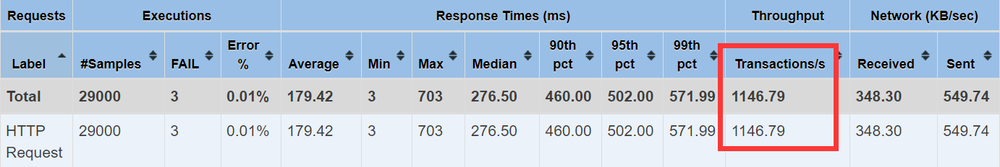 Requests Executions Response Times (ms) Throughput Network (KB/sec)
Label #Samples FAIL Error % Average Min Max Median 90th pct 95th pct 99th pct Transactions/s Received Sent
Total 29000 3 0.01% 179.42 3 703 276.50 460.00 502.00 571.99 1146.79 348.30 549.74
HTTP Request 29000 3 0.01% 179.42 3 703 276.50 460.00 502.00 571.99 1146.79 348.30 549.74